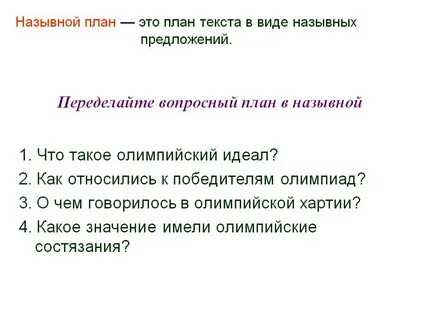 Назывной план — это план текста в виде назывных
предложений.
Переделайте вопросный план в назывной
1. Что такое олимпийский идеал?
2. Как относились к победителям олимпиад?
3. О чем говорилось в олимпийской хартии?
4. Какое значение имели олимпийские
состязания?